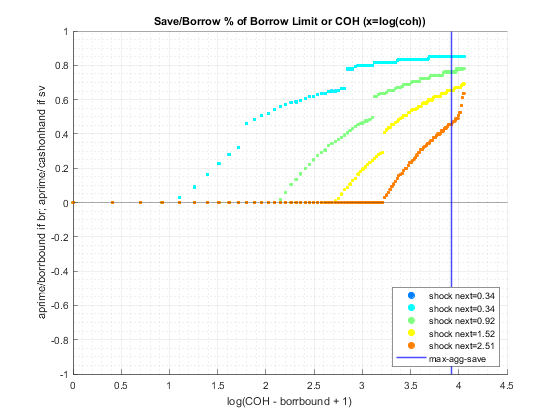 Save/Borrow % of Borrow Limit or COH (x=log(coh))
aprime/borrbound if br; aprime/cashonhand if sv
1
0.8
0.6
0.4
0.2
0
-0.2
-0.4
-0.6
-0.8
-1
shock next=0.34
shock next=0.34
shock next=0.92
shock next=1.52
shock next=2.51
max-agg-save
0 0.5 1 1.5 2 2.5 3 3.5 4 4.5
log(COH - borrbound + 1)